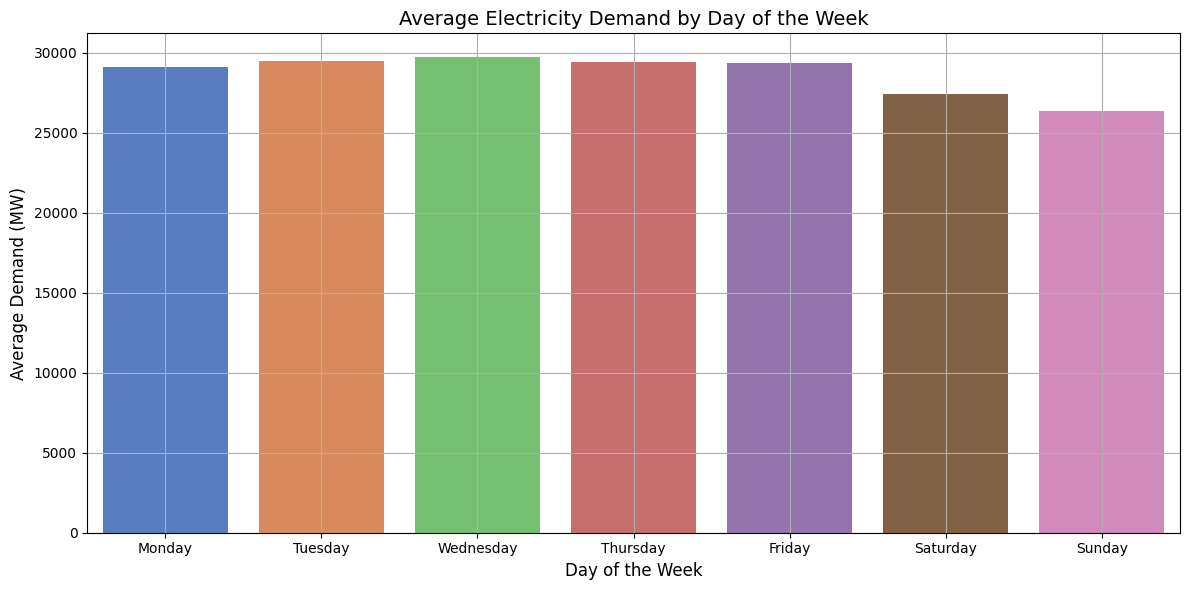 Average Electricity Demand by Day of the Week
30000
25000
20000
15000
10000
5000
0
Average Demand (MW)
Monday Tuesday Wednesday Thursday Friday Saturday Sunday
Day of the Week